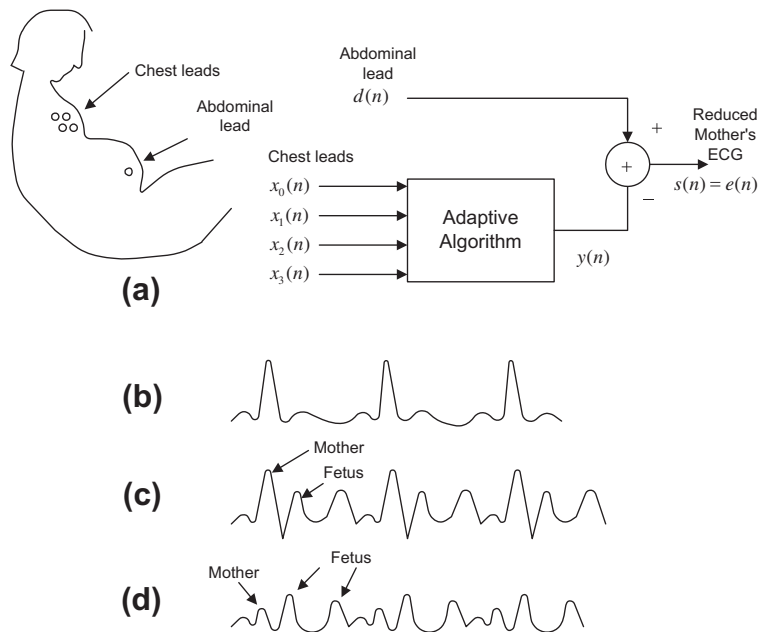 Chest leads
Abdominal
lead
(a)
Abdominal
lead
d(n)
Chest leads
x₀(n)
x₁(n)
x₂(n)
x₃(n)
Adaptive
Algorithm
y(n)
+
+
−
Reduced
Mother's
ECG
s(n) = e(n)
(b)
(c)
Mother
Fetus
(d)
Mother
Fetus